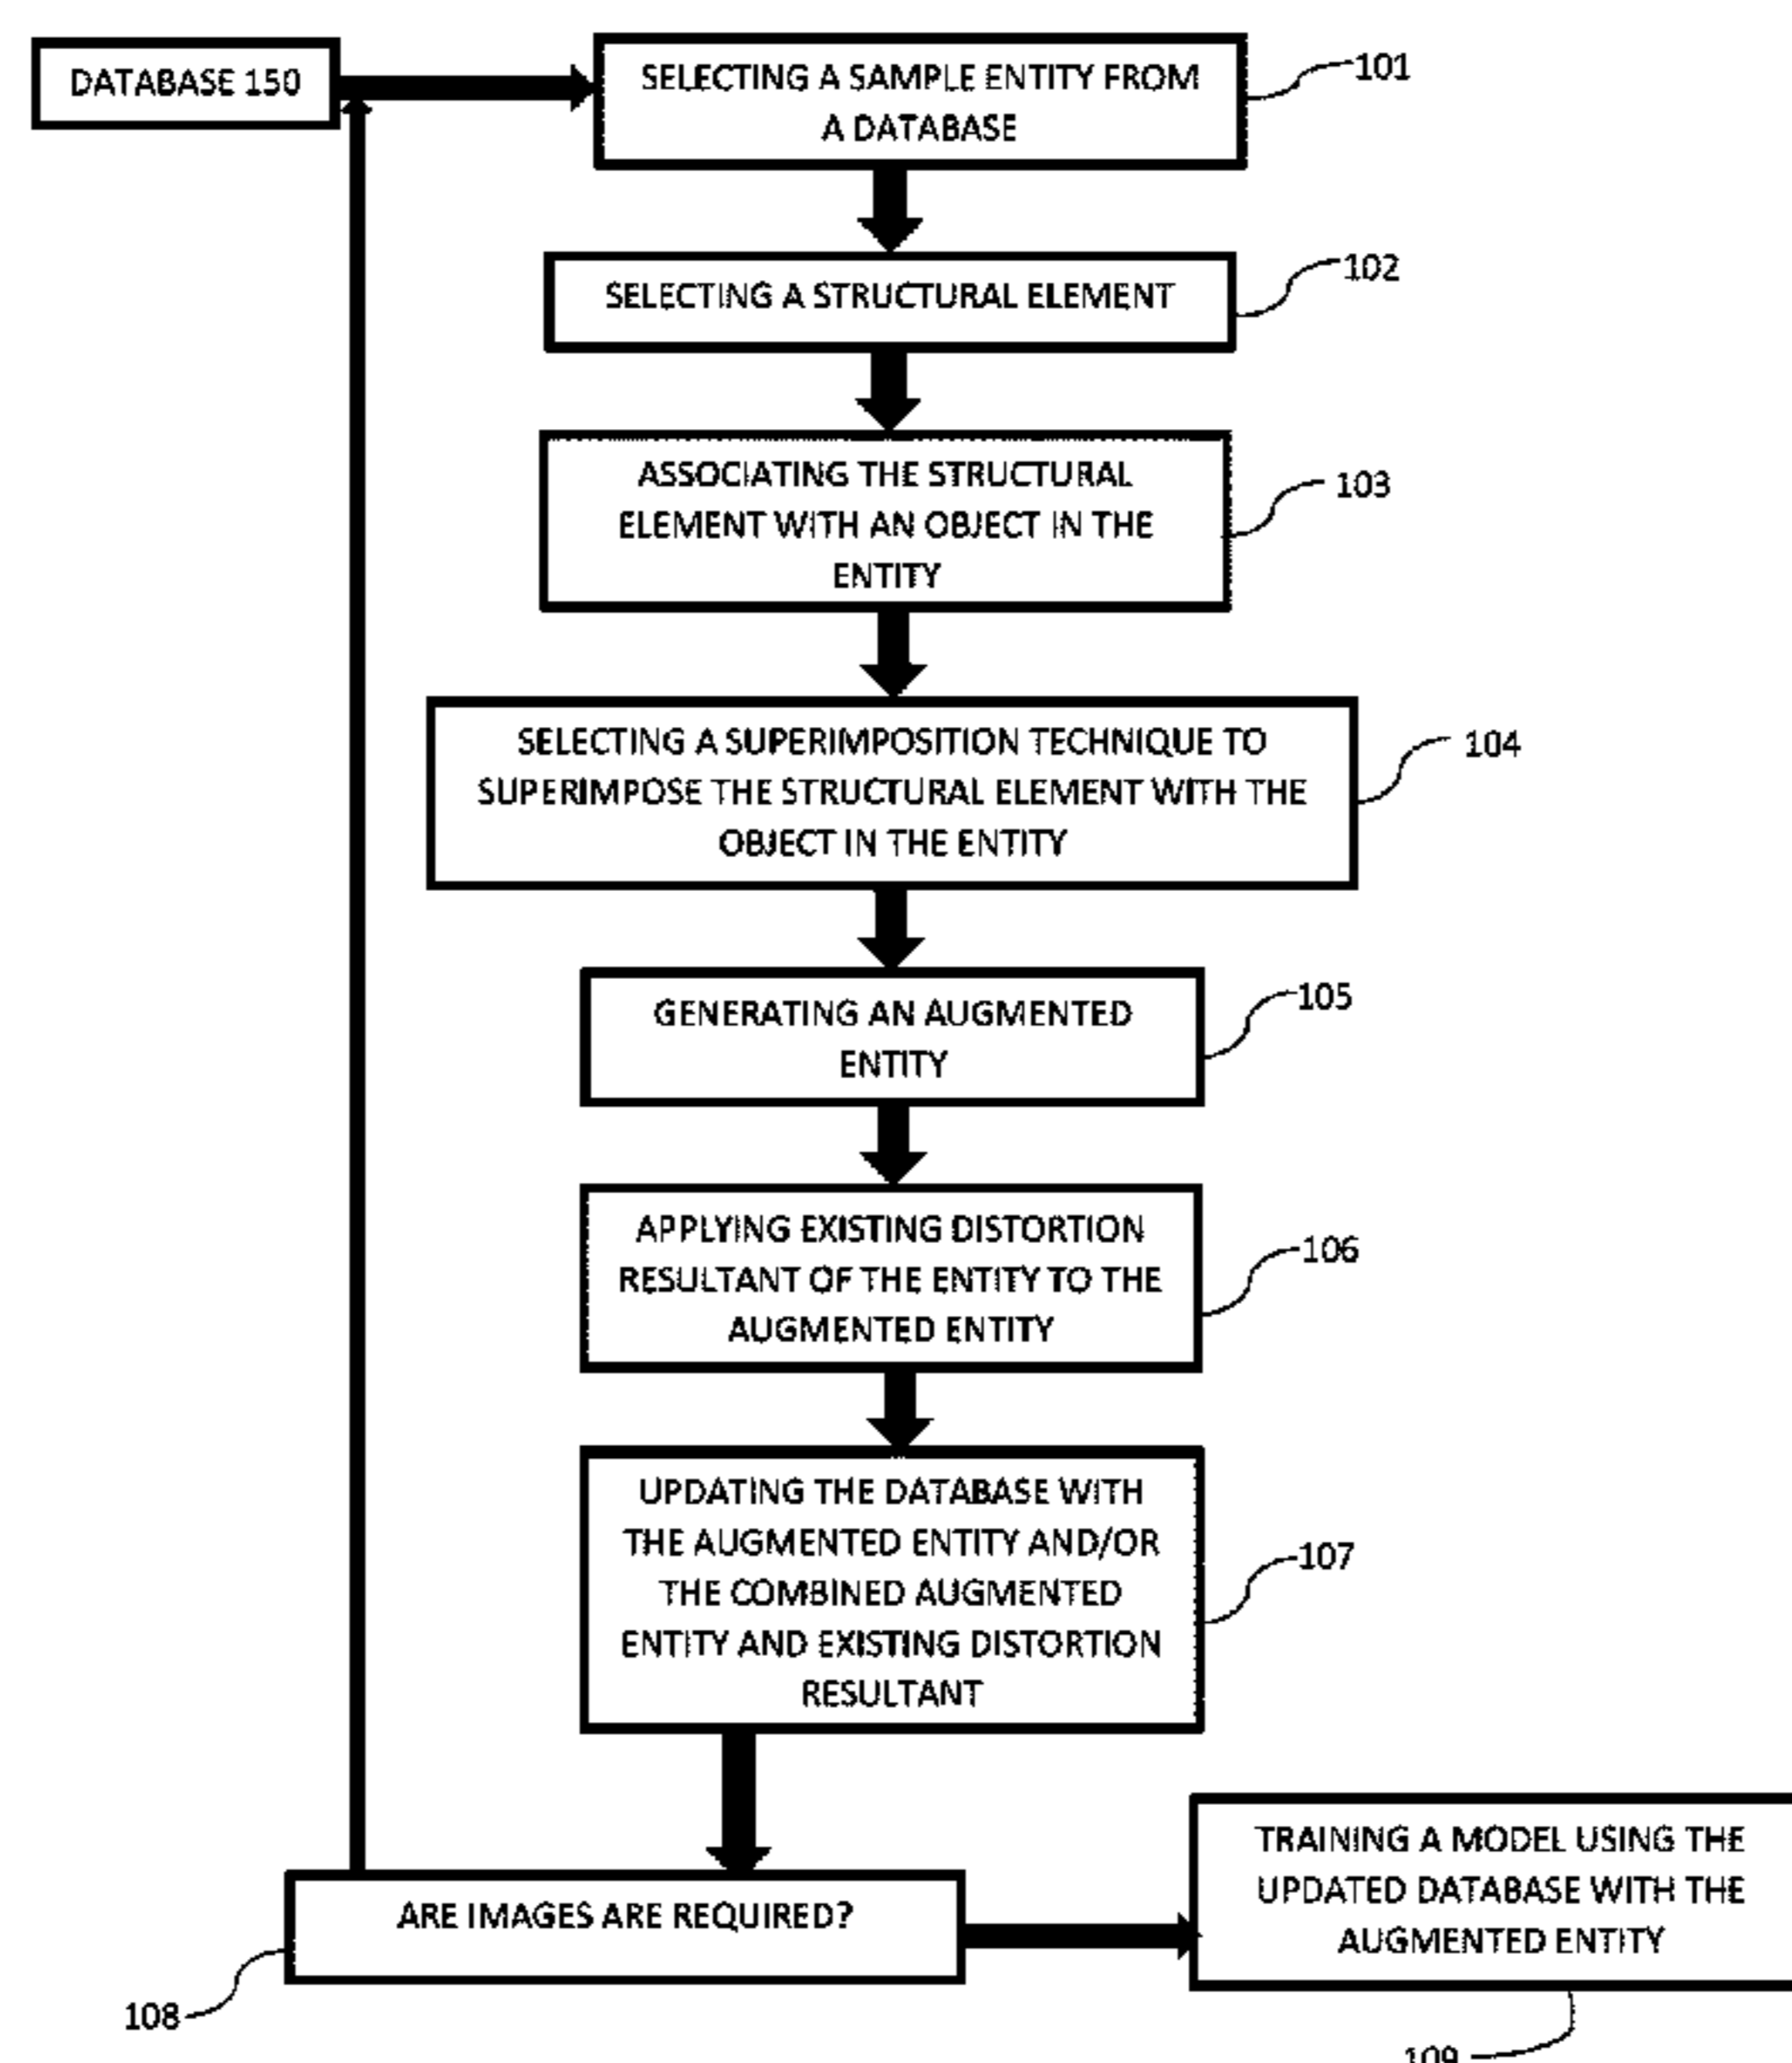 DATABASE 150
SELECTING A SAMPLE ENTITY FROM
A DATABASE
101
SELECTING A STRUCTURAL ELEMENT
102
ASSOCIATING THE STRUCTURAL
ELEMENT WITH AN OBJECT IN THE
ENTITY
103
SELECTING A SUPERIMPOSITION TECHNIQUE TO
SUPERIMPOSE THE STRUCTURAL ELEMENT WITH THE
OBJECT IN THE ENTITY
104
GENERATING AN AUGMENTED
ENTITY
105
APPLYING EXISTING DISTORTION
RESULTANT OF THE ENTITY TO THE
AUGMENTED ENTITY
106
UPDATING THE DATABASE WITH
THE AUGMENTED ENTITY AND/OR
THE COMBINED AUGMENTED
ENTITY AND EXISTING DISTORTION
RESULTANT
107
ARE IMAGES ARE REQUIRED?
108
TRAINING A MODEL USING THE
UPDATED DATABASE WITH THE
AUGMENTED ENTITY
109